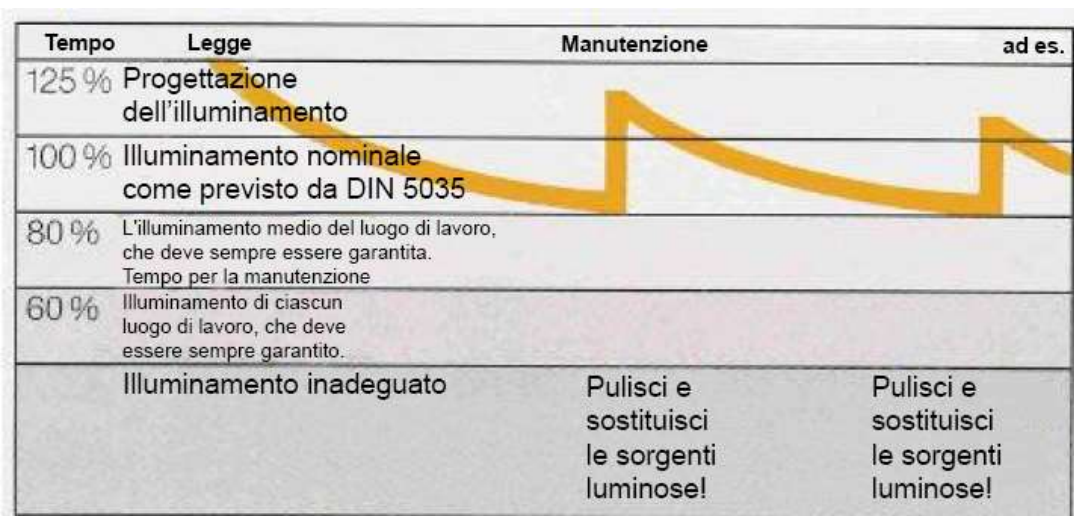 Tempo Legge Manutenzione ad es.
125 % Progettazione
dell'illuminamento
100 % Illuminamento nominale
come previsto da DIN 5035
80 % L'illuminamento medio del luogo di lavoro,
che deve sempre essere garantita.
Tempo per la manutenzione
60 % Illuminamento di ciascun
luogo di lavoro, che deve
essere sempre garantito.
Illuminamento inadeguato
Pulisci e
sostituisci
le sorgenti
luminose!
Pulisci e
sostituisci
le sorgenti
luminose!